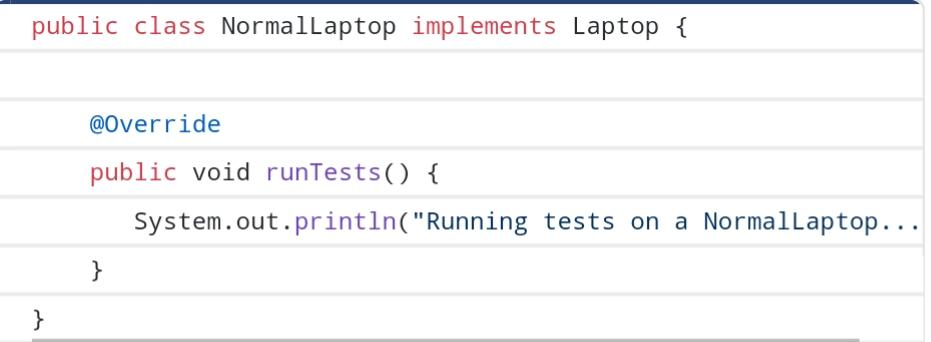 public class NormalLaptop implements Laptop {
@Override
public void runTests() {
System.out.println("Running tests on a NormalLaptop...
}
}